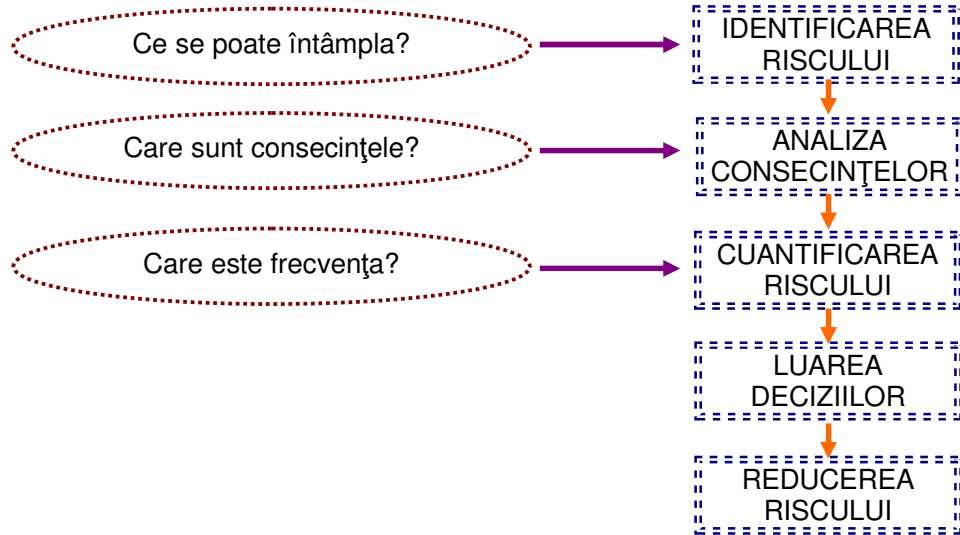 Ce se poate întâmpla?
IDENTIFICAREA
RISCULUI
Care sunt consecinţele?
ANALIZA
CONSECINŢELOR
Care este frecvenţa?
CUANTIFICAREA
RISCULUI
LUAREA
DECIZIILOR
REDUCEREA
RISCULUI